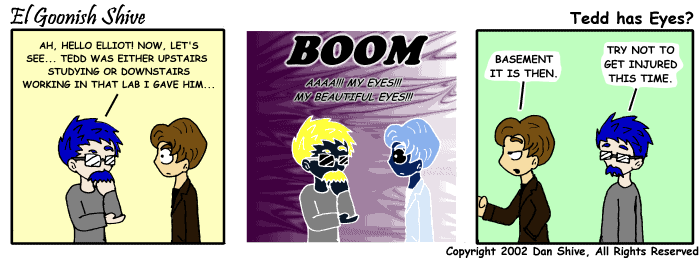 El Goonish Shive
Tedd has Eyes?
AH, HELLO ELLIOT! NOW, LET'S
SEE... TEDD WAS EITHER UPSTAIRS
STUDYING OR DOWNSTAIRS
WORKING IN THAT LAB I GAVE HIM...
BOOM
AAAA!!! MY EYES!!!
MY BEAUTIFUL EYES!!!
BASEMENT
IT IS THEN.
TRY NOT TO
GET INJURED
THIS TIME.
Copyright 2002 Dan Shive, All Rights Reserved